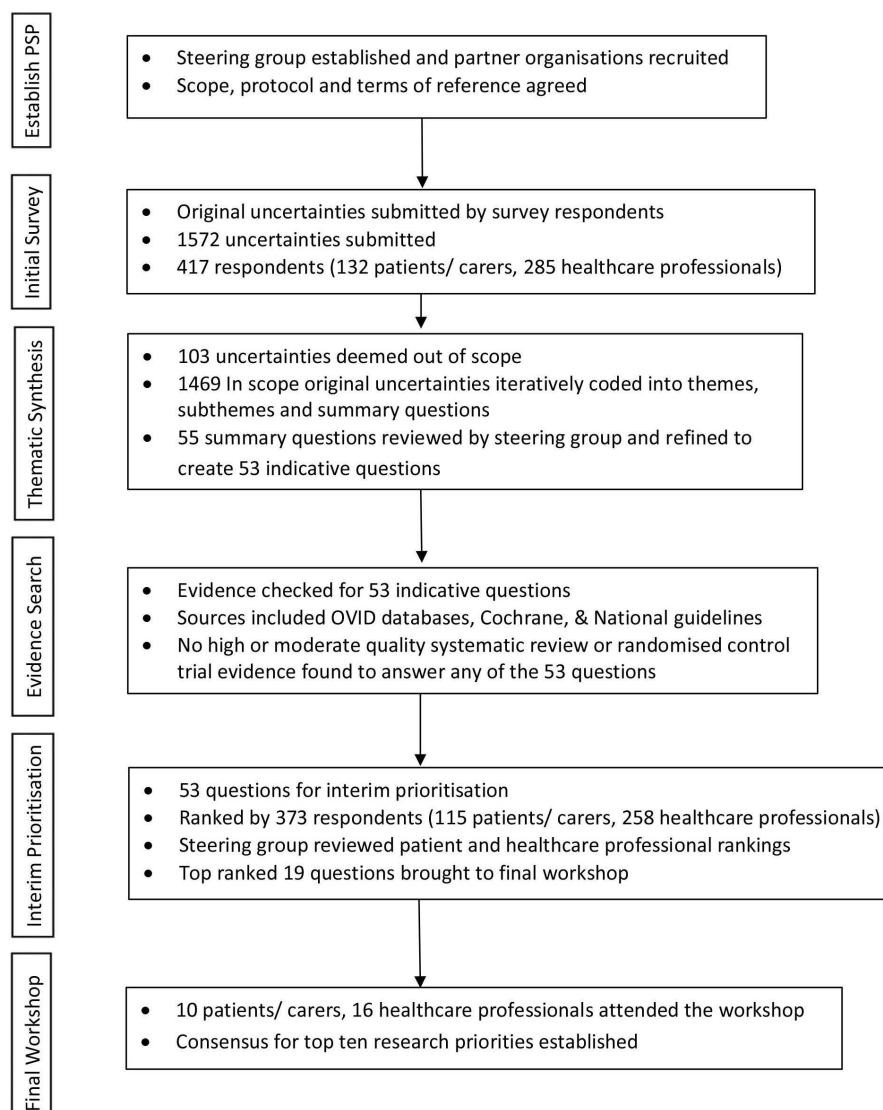 Establish PSP
• Steering group established and partner organisations recruited
• Scope, protocol and terms of reference agreed
Initial Survey
• Original uncertainties submitted by survey respondents
• 1572 uncertainties submitted
• 417 respondents (132 patients/ carers, 285 healthcare professionals)
Thematic Synthesis
• 103 uncertainties deemed out of scope
• 1469 In scope original uncertainties iteratively coded into themes,
subthemes and summary questions
• 55 summary questions reviewed by steering group and refined to
create 53 indicative questions
Evidence Search
• Evidence checked for 53 indicative questions
• Sources included OVID databases, Cochrane, & National guidelines
• No high or moderate quality systematic review or randomised control
trial evidence found to answer any of the 53 questions
Interim Prioritisation
• 53 questions for interim prioritisation
• Ranked by 373 respondents (115 patients/ carers, 258 healthcare professionals)
• Steering group reviewed patient and healthcare professional rankings
• Top ranked 19 questions brought to final workshop
Final Workshop
• 10 patients/ carers, 16 healthcare professionals attended the workshop
• Consensus for top ten research priorities established